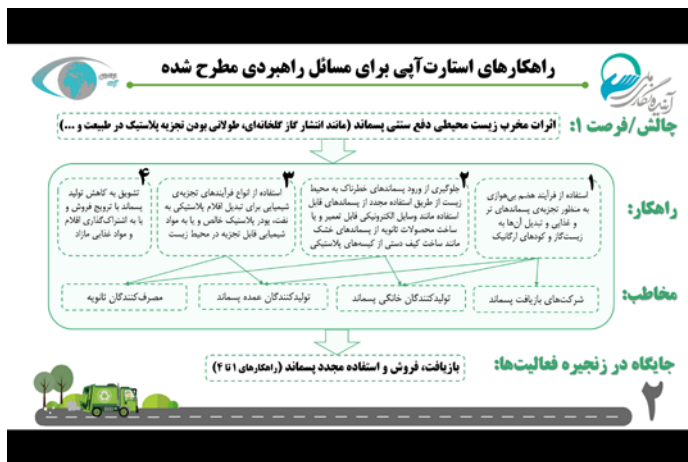 راهکارهای استارت‌آپی برای مسائل راهبردی مطرح شده
چالش/فرصت ۱:
اثرات مخرب زیست محیطی دفع سنتی پسماند (مانند انتشار گاز گلخانه‌ای، طولانی بودن تجزیه پلاستیک در طبیعت و ...)
راهکار:
۱
استفاده از فرآیند هضم بی‌هوازی
به منظور تجزیه‌ی پسماندهای تر
و غذایی و تبدیل آن‌ها به
زیست‌گاز و کودهای ارگانیک
۲
جلوگیری از ورود پسماندهای خطرناک به محیط
زیست از طریق استفاده مجدد از پسماندهای قابل
استفاده مانند وسایل الکترونیکی قابل تعمیر و یا
ساخت محصولات ثانویه از پسماندهای خشک
مانند ساخت کیف دستی از کیسه‌های پلاستیکی
۳
استفاده از انواع فرآیندهای تجزیه‌ی
شیمیایی برای تبدیل اقلام پلاستیکی به
نفت، پودر پلاستیک خالص و یا به مواد
شیمیایی قابل تجزیه در محیط زیست
۴
تشویق به کاهش تولید
پسماند با ترویج فروش و
یا به اشتراک‌گذاری اقلام
و مواد غذایی مازاد
مخاطب:
شرکت‌های بازیافت پسماند
تولیدکنندگان خانگی پسماند
تولیدکنندگان عمده پسماند
مصرف‌کنندگان ثانویه
جایگاه در زنجیره فعالیت‌ها:
بازیافت، فروش و استفاده مجدد پسماند (راهکارهای ۱ تا ۴)
۲